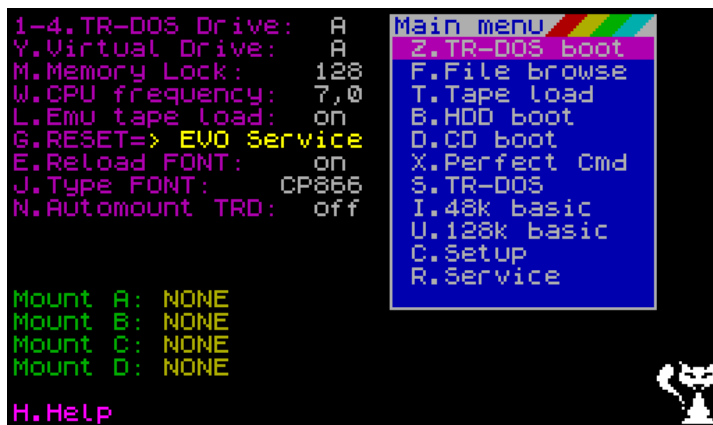 1-4.TR-DOS Drive: A
Y.Virtual Drive: A
M.Memory Lock: 128
W.CPU frequency: 7,0
L.Emu tape load: on
G.RESET=> EVO Service
E.Reload FONT: on
J.Type FONT: CP866
N.Automount TRD: off
Mount A: NONE
Mount B: NONE
Mount C: NONE
Mount D: NONE
H.Help
Main menu
Z.TR-DOS boot
F.File browse
T.Tape load
B.HDD boot
D.CD boot
X.Perfect Cmd
S.TR-DOS
I.48k basic
U.128k basic
C.Setup
R.Service